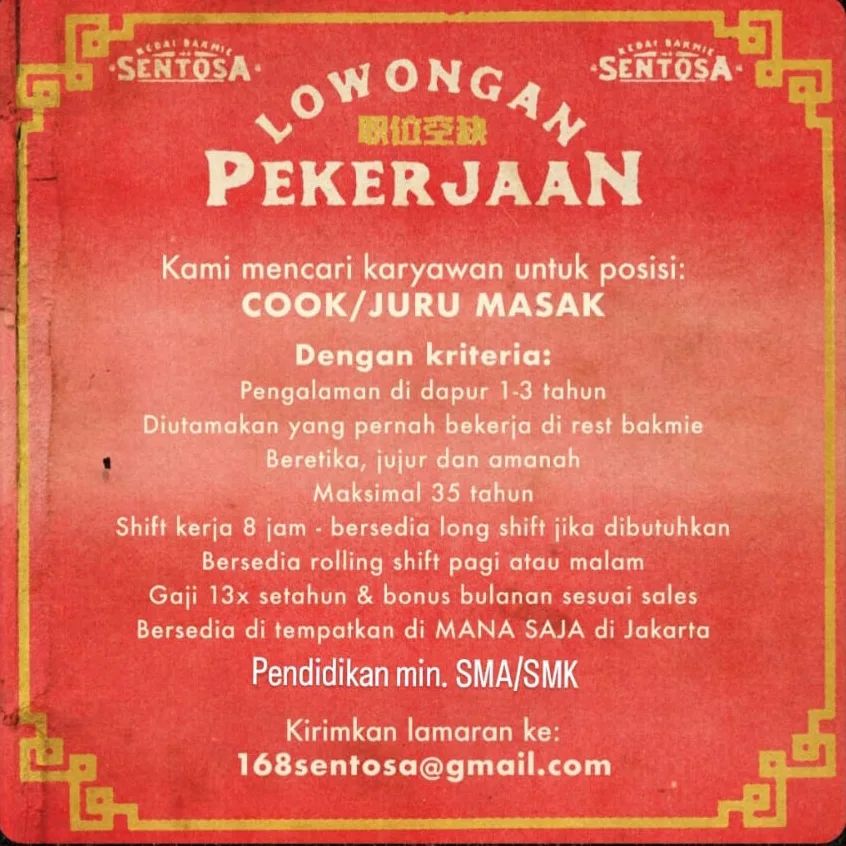 KEDAI BAKMIE
SENTOSA
KEDAI BAKMIE
SENTOSA
LOWONGAN
职位空缺
PEKERJAAN
Kami mencari karyawan untuk posisi:
COOK/JURU MASAK
Dengan kriteria:
Pengalaman di dapur 1-3 tahun
Diutamakan yang pernah bekerja di rest bakmie
Beretika, jujur dan amanah
Maksimal 35 tahun
Shift kerja 8 jam - bersedia long shift jika dibutuhkan
Bersedia rolling shift pagi atau malam
Gaji 13x setahun & bonus bulanan sesuai sales
Bersedia di tempatkan di MANA SAJA di Jakarta
Pendidikan min. SMA/SMK
Kirimkan lamaran ke:
168sentosa@gmail.com